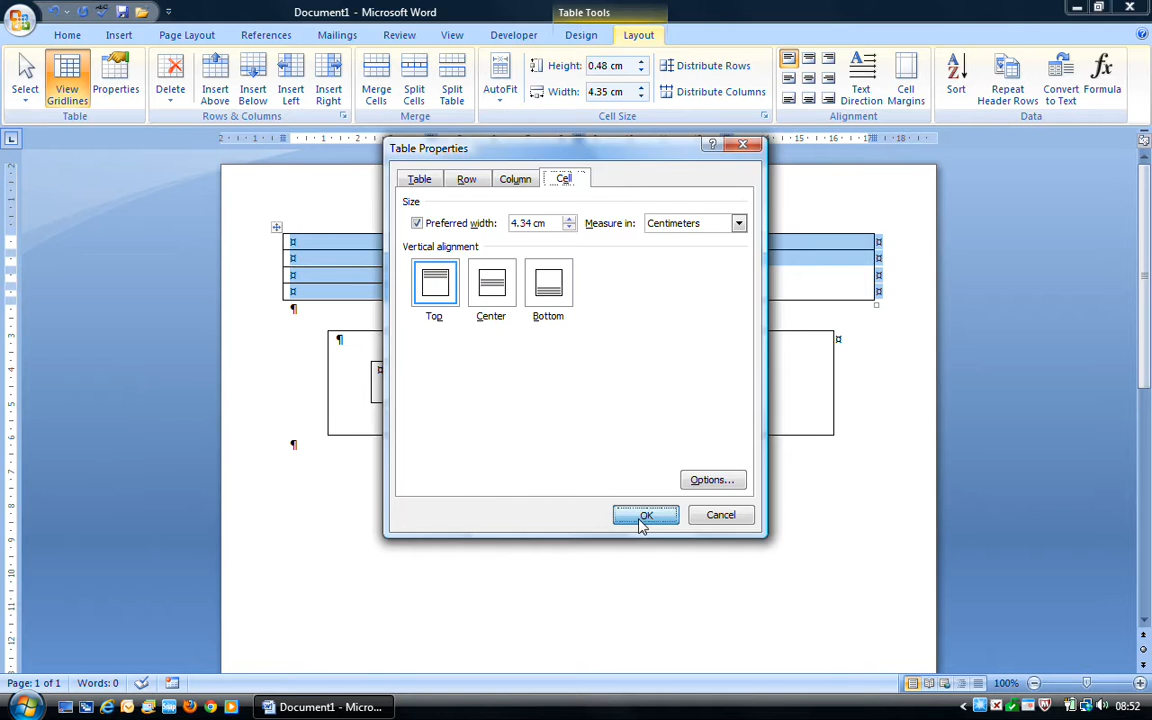 Document1 - Microsoft Word
Table Tools
Home Insert Page Layout References Mailings Review View Developer Design Layout
Select
View Gridlines
Properties
Table
Delete
Insert Above
Insert Below
Insert Left
Insert Right
Rows & Columns
Merge Cells
Split Cells
Split Table
Merge
AutoFit
Height: 0.48 cm
Width: 4.35 cm
Distribute Rows
Distribute Columns
Cell Size
Text Direction
Cell Margins
Alignment
Sort
Repeat Header Rows
Convert to Text
Formula
Data
Table Properties
Table Row Column Cell
Size
Preferred width: 4.34 cm Measure in: Centimeters
Vertical alignment
Top Center Bottom
Options...
OK Cancel
Page: 1 of 1 Words: 0 100%
Document1 - Micro... 08:52